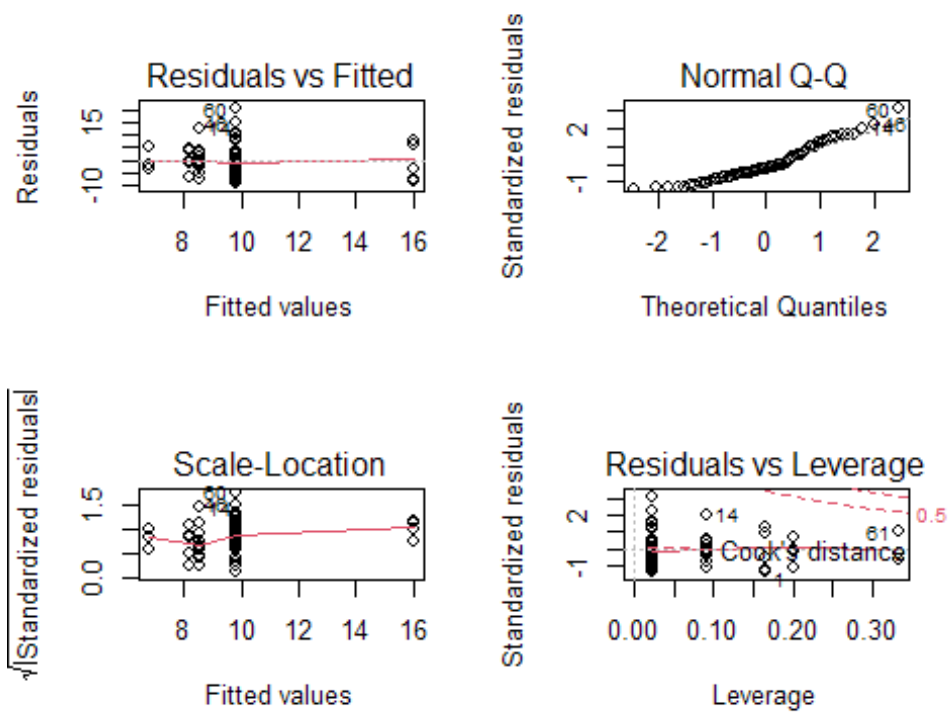 Residuals vs Fitted
Residuals
15
-10
60
14
8 10 12 14 16
Fitted values
Normal Q-Q
Standardized residuals
2
-1
60
146
-2 -1 0 1 2
Theoretical Quantiles
Scale-Location
√|Standardized residuals|
1.5
0.0
60
8 10 12 14 16
Fitted values
Residuals vs Leverage
Standardized residuals
2
-1
14
61
1
Cook's distance
0.5
0.00 0.10 0.20 0.30
Leverage